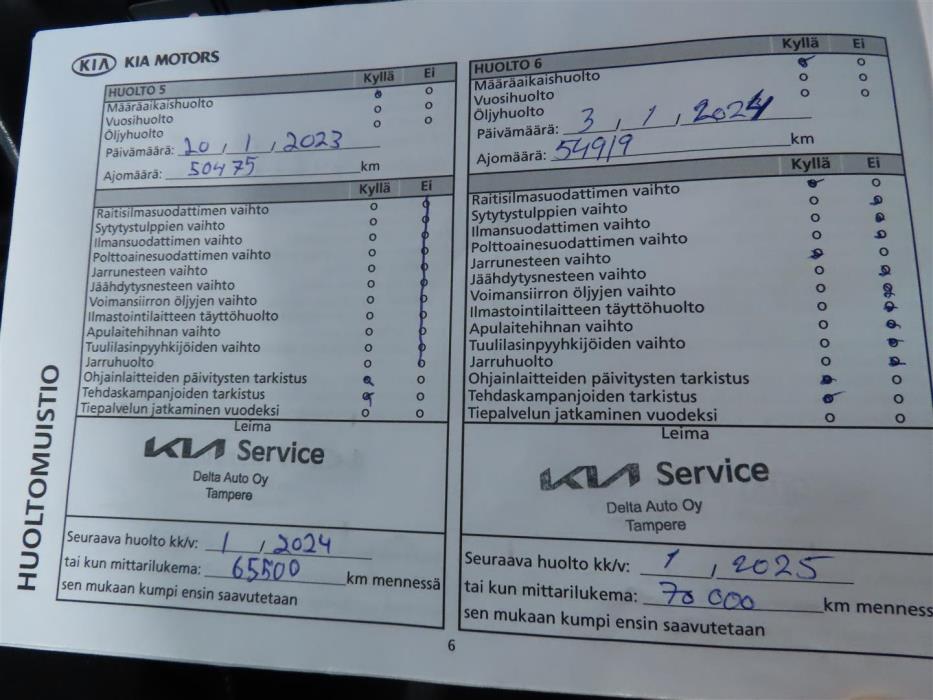 KIA KIA MOTORS
HUOLTO 5 Kyllä Ei
Määräaikaishuolto
Vuosihuolto
Öljyhuolto
Päivämäärä: 20 , 1 , 2023
Ajomäärä: 50475 km
Kyllä Ei
Raitisilmasuodattimen vaihto
Sytytystulppien vaihto
Ilmansuodattimen vaihto
Polttoainesuodattimen vaihto
Jarrunesteen vaihto
Jäähdytysnesteen vaihto
Voimansiirron öljyjen vaihto
Ilmastointilaitteen täyttöhuolto
Apulaitehihnan vaihto
Tuulilasinpyyhkijöiden vaihto
Jarruhuolto
Ohjainlaitteiden päivitysten tarkistus
Tehdaskampanjoiden tarkistus
Tiepalvelun jatkaminen vuodeksi
Leima
KIA Service
Delta Auto Oy
Tampere
Seuraava huolto kk/v: 1 , 2024
tai kun mittarilukema: 65500 km mennessä
sen mukaan kumpi ensin saavutetaan
HUOLTO 6 Kyllä Ei
Määräaikaishuolto
Vuosihuolto
Öljyhuolto
Päivämäärä: 3 , 1 , 2024
Ajomäärä: 54919 km
Kyllä Ei
Raitisilmasuodattimen vaihto
Sytytystulppien vaihto
Ilmansuodattimen vaihto
Polttoainesuodattimen vaihto
Jarrunesteen vaihto
Jäähdytysnesteen vaihto
Voimansiirron öljyjen vaihto
Ilmastointilaitteen täyttöhuolto
Apulaitehihnan vaihto
Tuulilasinpyyhkijöiden vaihto
Jarruhuolto
Ohjainlaitteiden päivitysten tarkistus
Tehdaskampanjoiden tarkistus
Tiepalvelun jatkaminen vuodeksi
Leima
KIA Service
Delta Auto Oy
Tampere
Seuraava huolto kk/v: 1 , 2025
tai kun mittarilukema: 70 000 km menness
sen mukaan kumpi ensin saavutetaan
HUOLTOMUISTIO
6